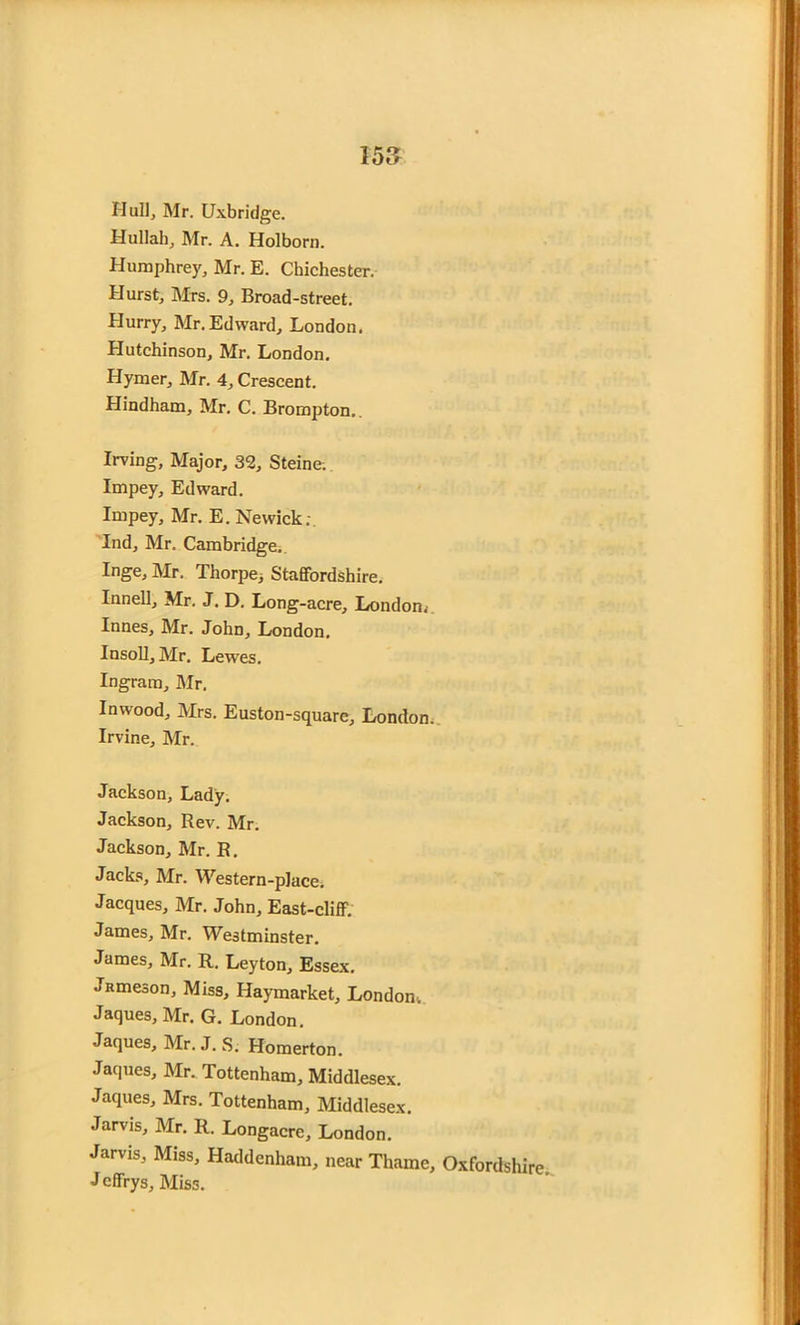 153
Hull, Mr. Uxbridge.
Hullah, Mr. A. Holborn.
Humphrey, Mr. E. Chichester.
Hurst, Mrs. 9, Broad-street.
Hurry, Mr. Edward, London.
Hutchinson, Mr. London.
Hymer, Mr. 4, Crescent.
Hindham, Mr. C. Brompton.
Irving, Major, 32, Steine.
Impey, Edward.
Impey, Mr. E. Newick.
Ind, Mr. Cambridge.
Inge, Mr. Thorpe, Staffordshire.
Innell, Mr. J. D. Long-acre, London.
Innes, Mr. John, London.
Insoll, Mr. Lewes.
Ingram, Mr.
Inwood, Mrs. Euston-square, London.
Irvine, Mr.
Jackson, Lady.
Jackson, Rev. Mr.
Jackson, Mr. R.
Jacks, Mr. Western-place.
Jacques, Mr. John, East-cliff.
James, Mr. Westminster.
James, Mr. R. Leyton, Essex.
Jameson, Miss, Haymarket, London.
Jaques, Mr. G. London.
Jaques, Mr. J. S. Homerton.
Jaques, Mr. Tottenham, Middlesex.
Jaques, Mrs. Tottenham, Middlesex.
Jarvis, Mr. R. Longacre, London.
Jarvis, Miss, Haddenham, near Thame, Oxfordshire.
Jeffrys, Miss.